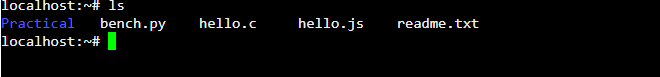 localhost:~# ls
Practical bench.py hello.c hello.js readme.txt
localhost:~#